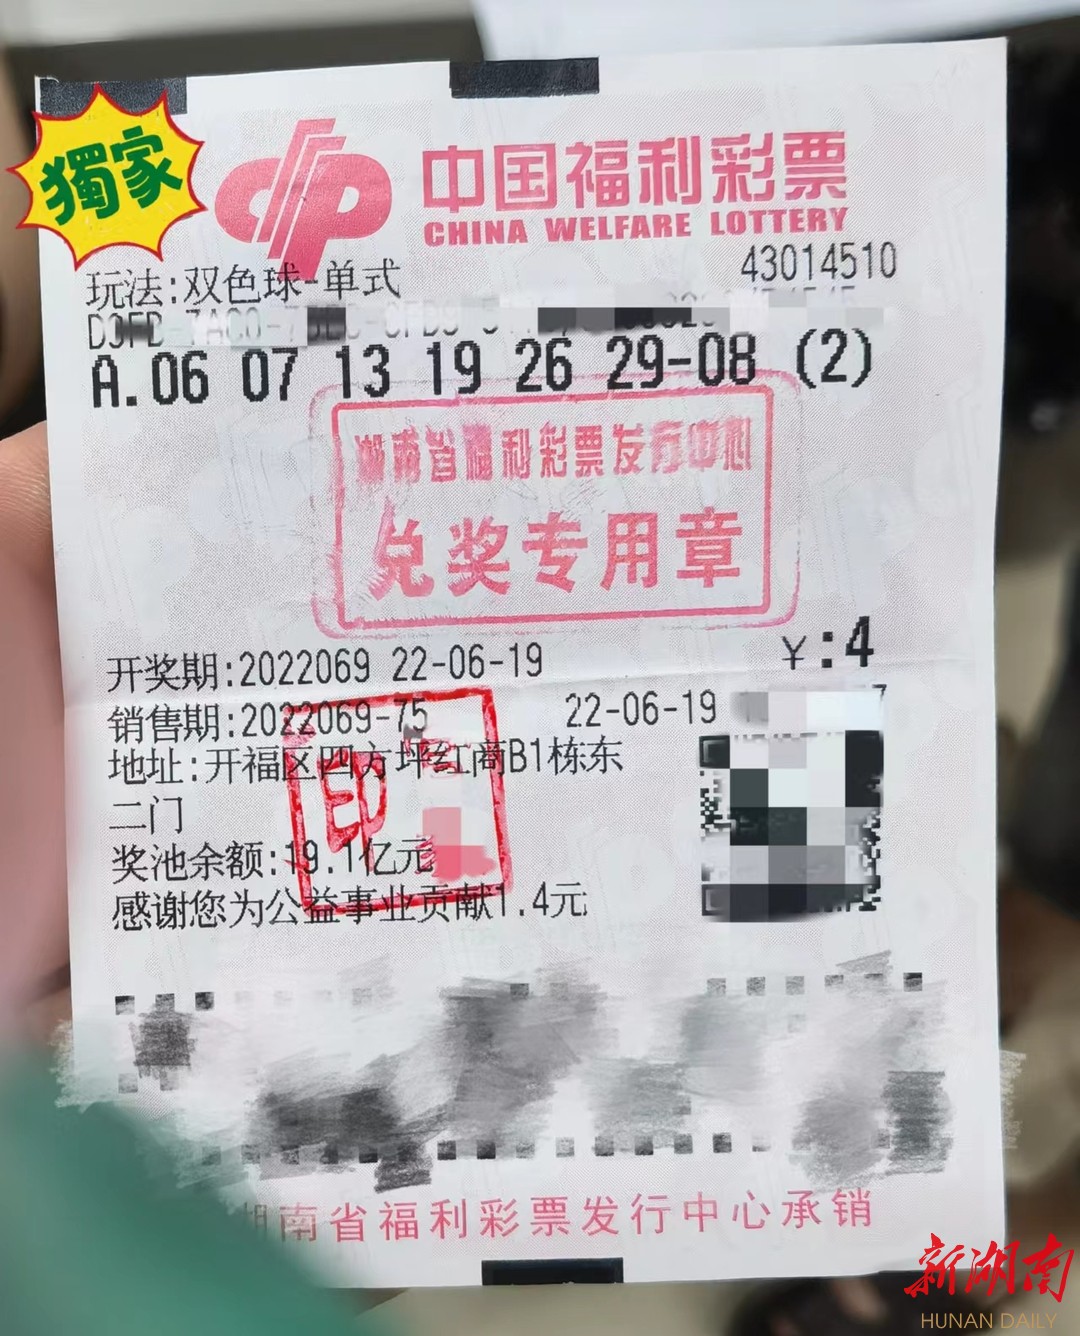 獨家
中国福利彩票
CHINA WELFARE LOTTERY
43014510
玩法:双色球-单式
A.06 07 13 19 26 29-08 (2)
湖南省福利彩票发行中心
兑奖专用章
¥:4
开奖期:2022069 22-06-19
销售期:2022069-75 22-06-19
地址:开福区四方坪红商B1栋东
二门
印
奖池余额:19.1亿元
感谢您为公益事业贡献1.4元
湖南省福利彩票发行中心承销
新湖南
HUNAN DAILY